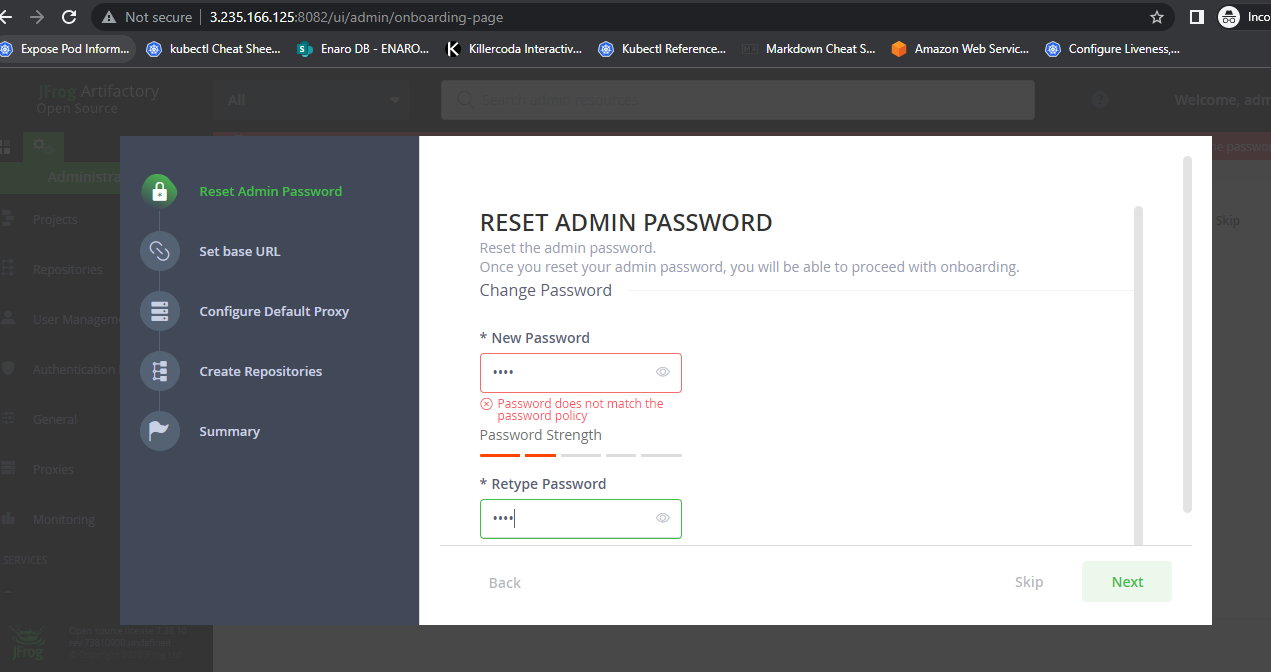 Not secure | 3.235.166.125:8082/ui/admin/onboarding-page
Inco
Expose Pod Inform... kubectl Cheat Shee... Enaro DB - ENARO... Killercoda Interactiv... Kubectl Reference... Markdown Cheat S... Amazon Web Servic... Configure Liveness,...
JFrog Artifactory
Open Source
All
Search admin resources
Welcome, adm
Administra
Projects
Repositories
User Managem
Authentication
General
Proxies
Monitoring
SERVICES
JFrog
Reset Admin Password
Set base URL
Configure Default Proxy
Create Repositories
Summary
RESET ADMIN PASSWORD
Reset the admin password.
Once you reset your admin password, you will be able to proceed with onboarding.
Change Password
* New Password
••••
Password does not match the
password policy
Password Strength
* Retype Password
••••
Back
Skip
Next
e passwo
Skip